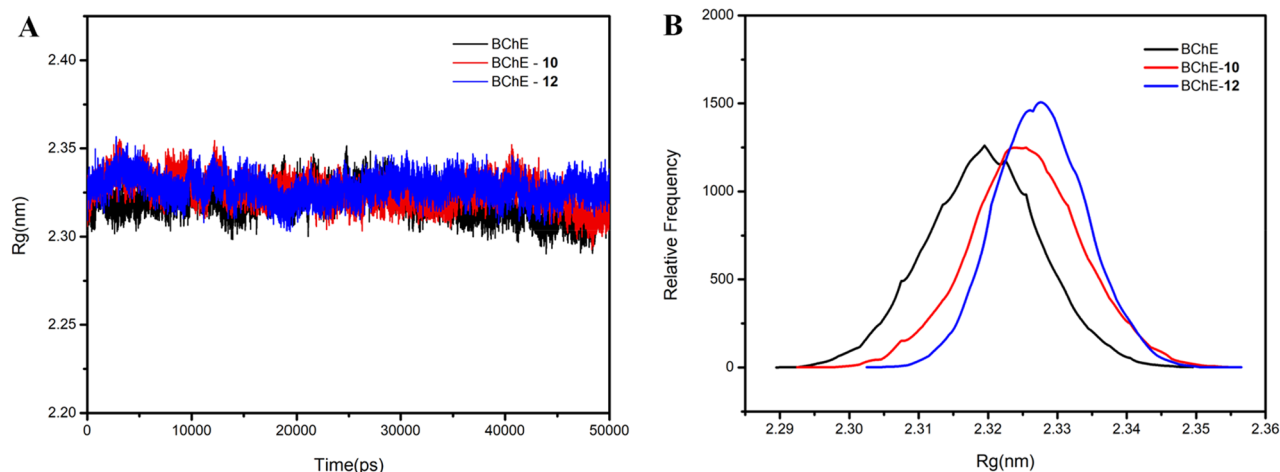 A
BChE
BChE - 10
BChE - 12
2.40
2.35
2.30
2.25
2.20
Rg(nm)
0
10000
20000
30000
40000
50000
Time(ps)
B
BChE
BChE-10
BChE-12
2000
1500
1000
500
0
Relative Frequency
2.29
2.30
2.31
2.32
2.33
2.34
2.35
2.36
Rg(nm)